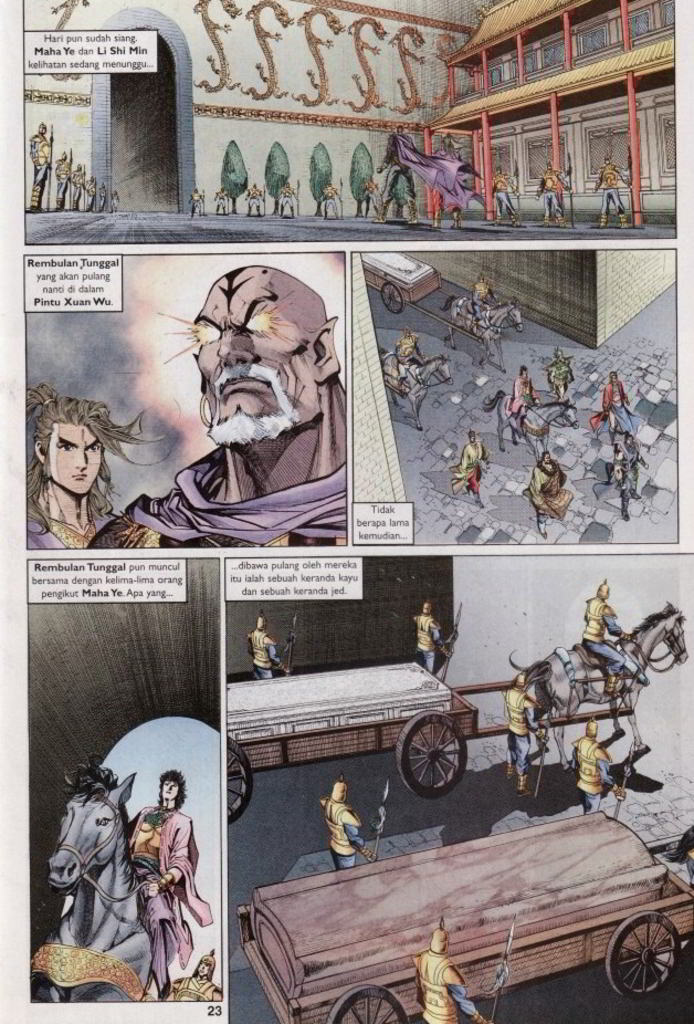 Hari pun sudah siang.
Maha Ye dan Li Shi Min
kelihatan sedang menunggu...
Rembulan Tunggal
yang akan pulang
nanti di dalam
Pintu Xuan Wu.
Tidak
berapa lama
kemudian...
Rembulan Tunggal pun muncul
bersama dengan kelima-lima orang
pengikut Maha Ye. Apa yang...
...dibawa pulang oleh mereka
itu ialah sebuah keranda kayu
dan sebuah keranda jed.
23